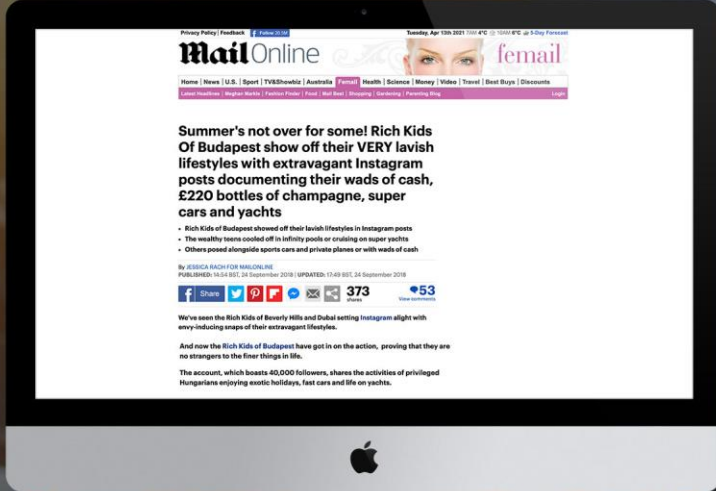 Privacy Policy | Feedback
Tuesday, Apr 13th 2021
4°C
6°C
5-Day Forecast
Mail Online
femail
Home | News | U.S. | Sport | TV&Showbiz | Australia | Femail | Health | Science | Money | Video | Travel | Best Buys | Discounts
Latest Headlines | Meghan Markle | Fashion Finder | Food | Mail Best | Shopping | Gardening | Parenting Blog
Login
Summer's not over for some! Rich Kids
Of Budapest show off their VERY lavish
lifestyles with extravagant Instagram
posts documenting their wads of cash,
£220 bottles of champagne, super
cars and yachts
• Rich Kids of Budapest showed off their lavish lifestyles in Instagram posts
• The wealthy teens cooled off in infinity pools or cruising on super yachts
• Others posed alongside sports cars and private planes or with wads of cash
By JESSICA RACH FOR MAILONLINE
PUBLISHED: 14:54 BST, 24 September 2018 | UPDATED: 17:49 BST, 24 September 2018
Share
373
shares
53
View comments
We've seen the Rich Kids of Beverly Hills and Dubai setting Instagram alight with
envy-inducing snaps of their extravagant lifestyles.
And now the Rich Kids of Budapest have got in on the action, proving that they are
no strangers to the finer things in life.
The account, which boasts 40,000 followers, shares the activities of privileged
Hungarians enjoying exotic holidays, fast cars and life on yachts.